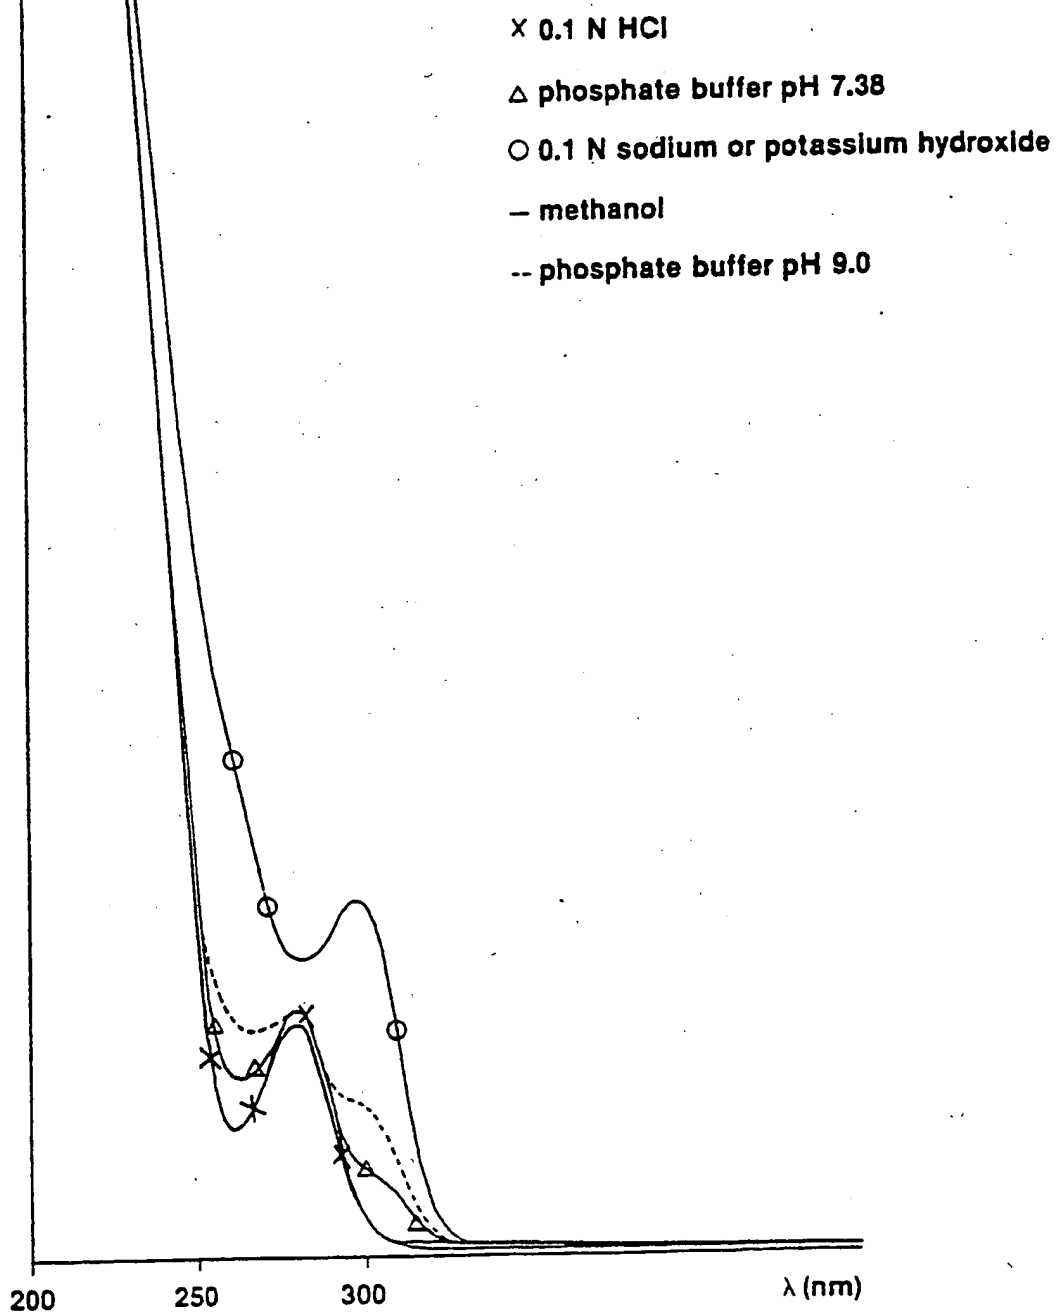 × 0.1 N HCl
△ phosphate buffer pH 7.38
○ 0.1 N sodium or potassium hydroxide
— methanol
-- phosphate buffer pH 9.0
200 250 300 λ (nm)